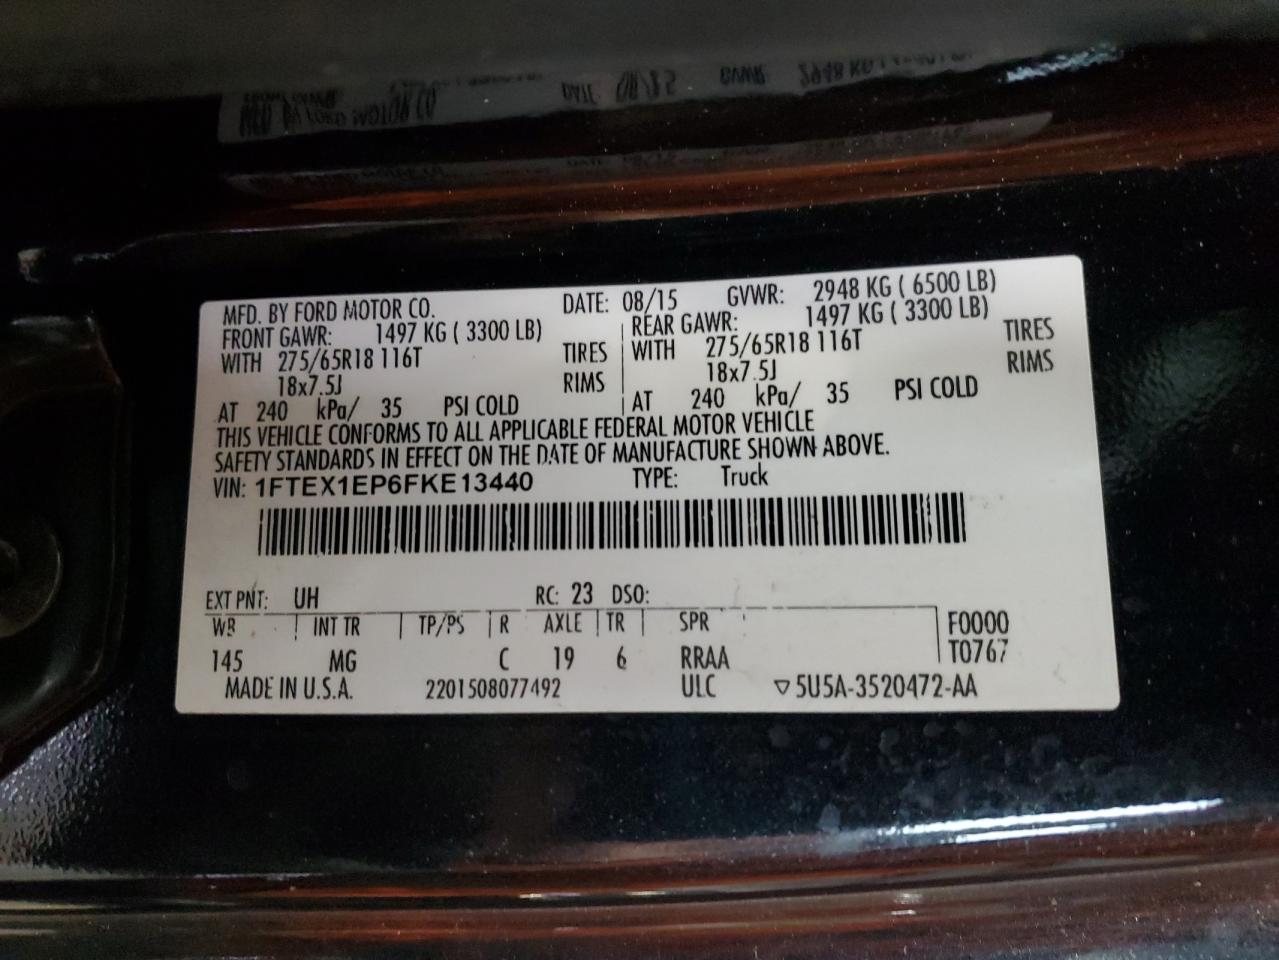 MFD. BY FORD MOTOR CO. DATE: 08/15 GVWR: 2948 KG ( 6500 LB)
FRONT GAWR: 1497 KG ( 3300 LB) REAR GAWR: 1497 KG ( 3300 LB)
WITH 275/65R18 116T TIRES WITH 275/65R18 116T TIRES
18x7.5J RIMS 18x7.5J RIMS
AT 240 kPa/ 35 PSI COLD AT 240 kPa/ 35 PSI COLD
THIS VEHICLE CONFORMS TO ALL APPLICABLE FEDERAL MOTOR VEHICLE
SAFETY STANDARDS IN EFFECT ON THE DATE OF MANUFACTURE SHOWN ABOVE.
VIN: 1FTEX1EP6FKE13440 TYPE: Truck
EXT PNT: UH RC: 23 DSO:
WB INT TR TP/PS R AXLE TR SPR F0000
145 MG C 19 6 RRAA T0767
MADE IN U.S.A. 2201508077492 ULC ▽5U5A-3520472-AA